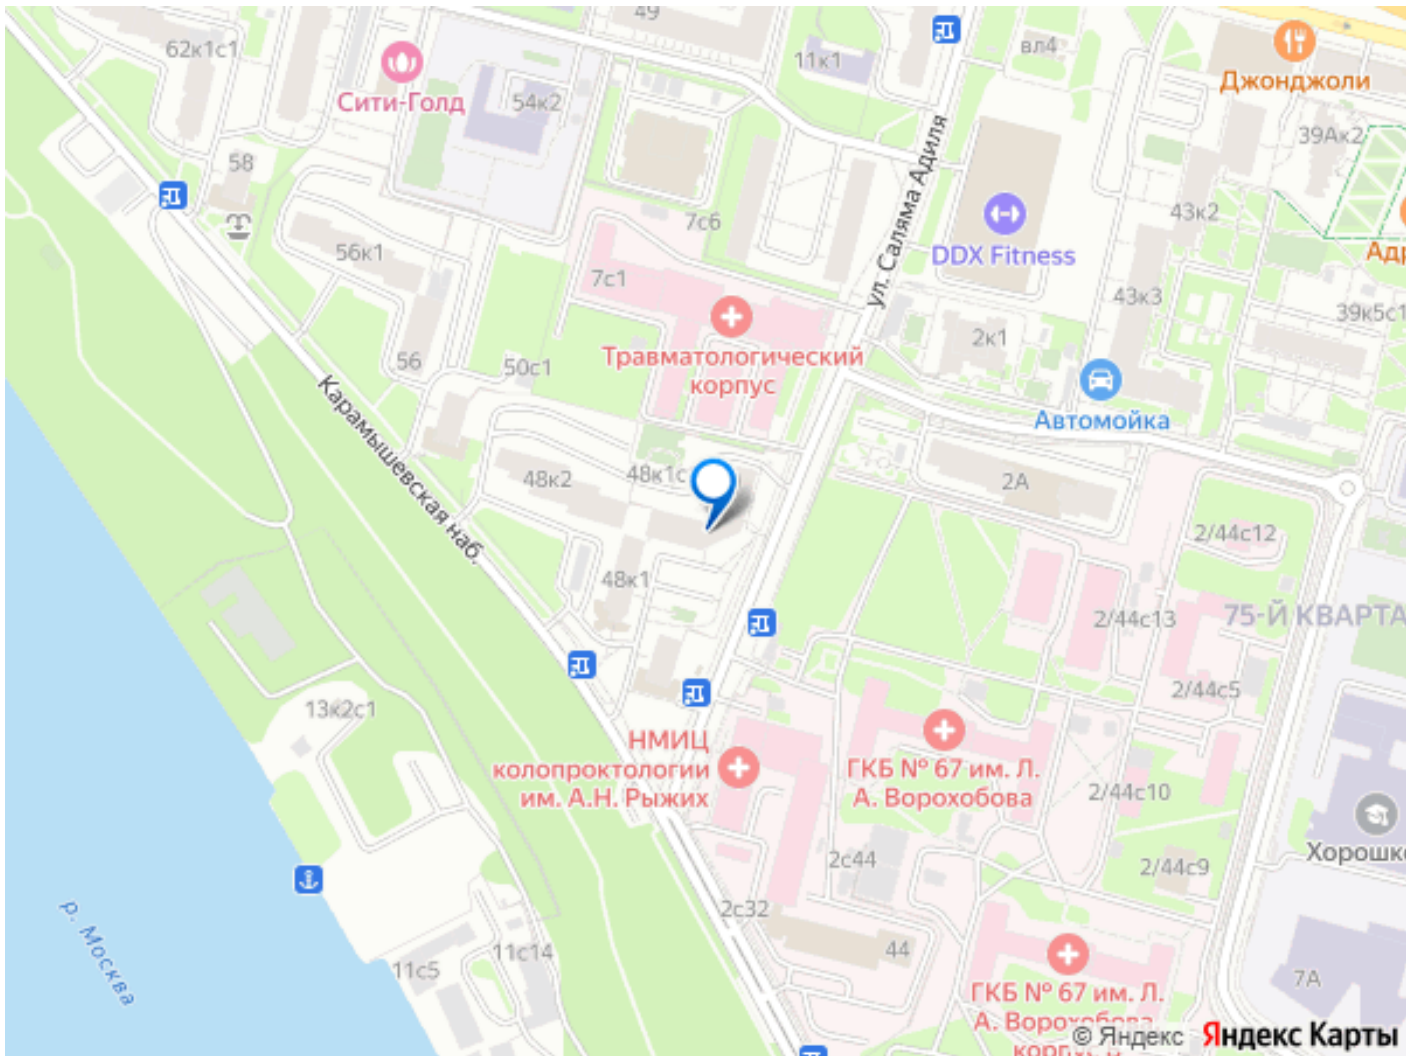 49
62к1с1
11к1
вл4
Джонджоли
Сити-Голд
54к2
39Ак2
58
ул. Саляма Адиля
7с6
43к2
56к1
DDX Fitness
7с1
43к3
39к5с1
Травматологический
корпус
2к1
56
50с1
Автомойка
Карамышевская наб.
48к2
48к1с
2А
2/44с12
48к1
2/44с13
75-Й КВАРТА
2/44с5
13к2с1
НМИЦ
колопроктологии
им. А.Н. Рыжих
ГКБ № 67 им. Л.
А. Ворохобова
2/44с10
2с44
Хорошко
2/44с9
р. Москва
2с32
11с14
11с5
44
7А
ГКБ № 67 им. Л.
А. Ворохобова
© Яндекс
Яндекс Карты